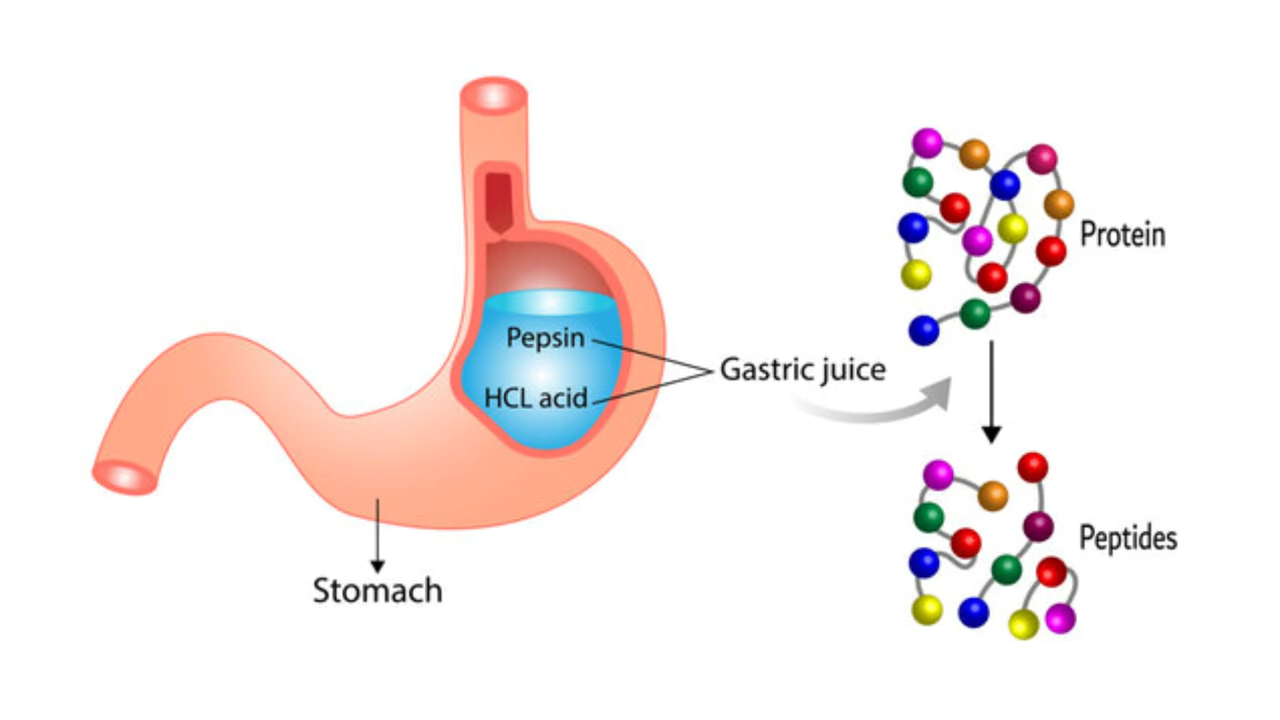 Pepsin
HCL acid
Gastric juice
Stomach
Protein
Peptides